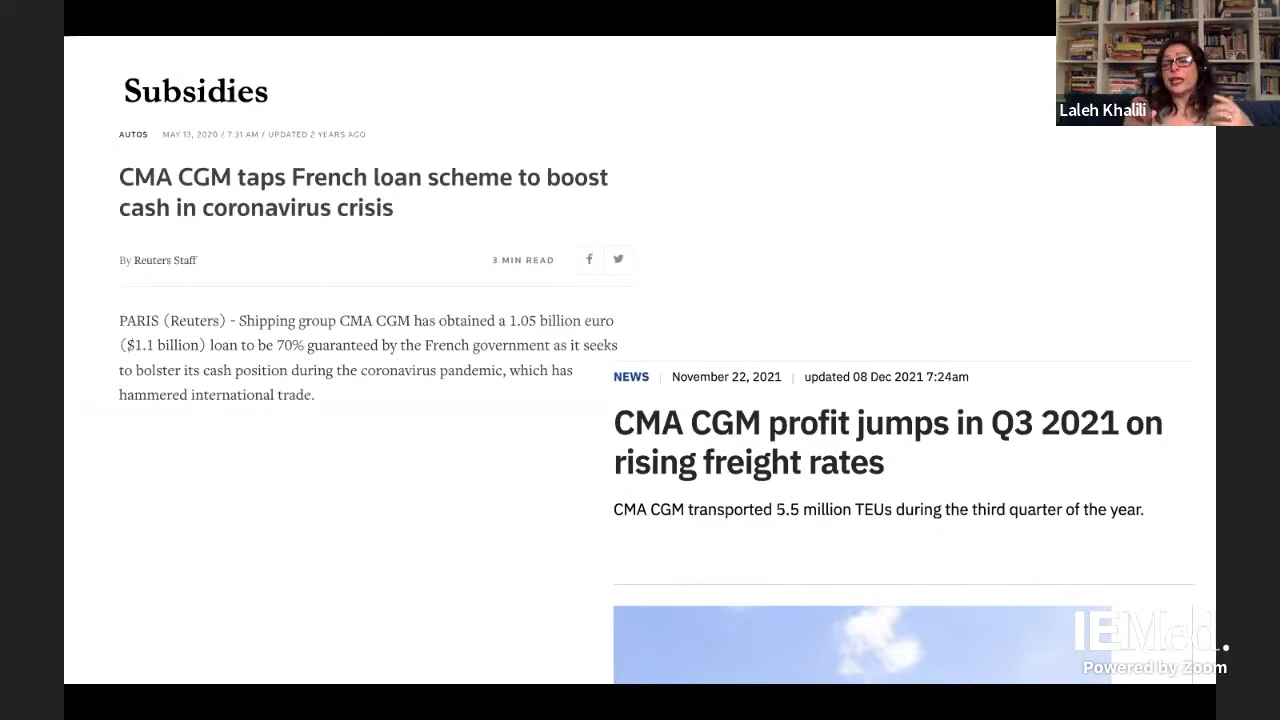 Subsidies
AUTOS MAY 13, 2020 / 7:31 AM / UPDATED 2 YEARS AGO
CMA CGM taps French loan scheme to boost
cash in coronavirus crisis
By Reuters Staff
3 MIN READ
PARIS (Reuters) - Shipping group CMA CGM has obtained a 1.05 billion euro
($1.1 billion) loan to be 70% guaranteed by the French government as it seeks
to bolster its cash position during the coronavirus pandemic, which has
hammered international trade.
NEWS | November 22, 2021 | updated 08 Dec 2021 7:24am
CMA CGM profit jumps in Q3 2021 on
rising freight rates
CMA CGM transported 5.5 million TEUs during the third quarter of the year.
Laleh Khalili
IEMed.
Powered by Zoom